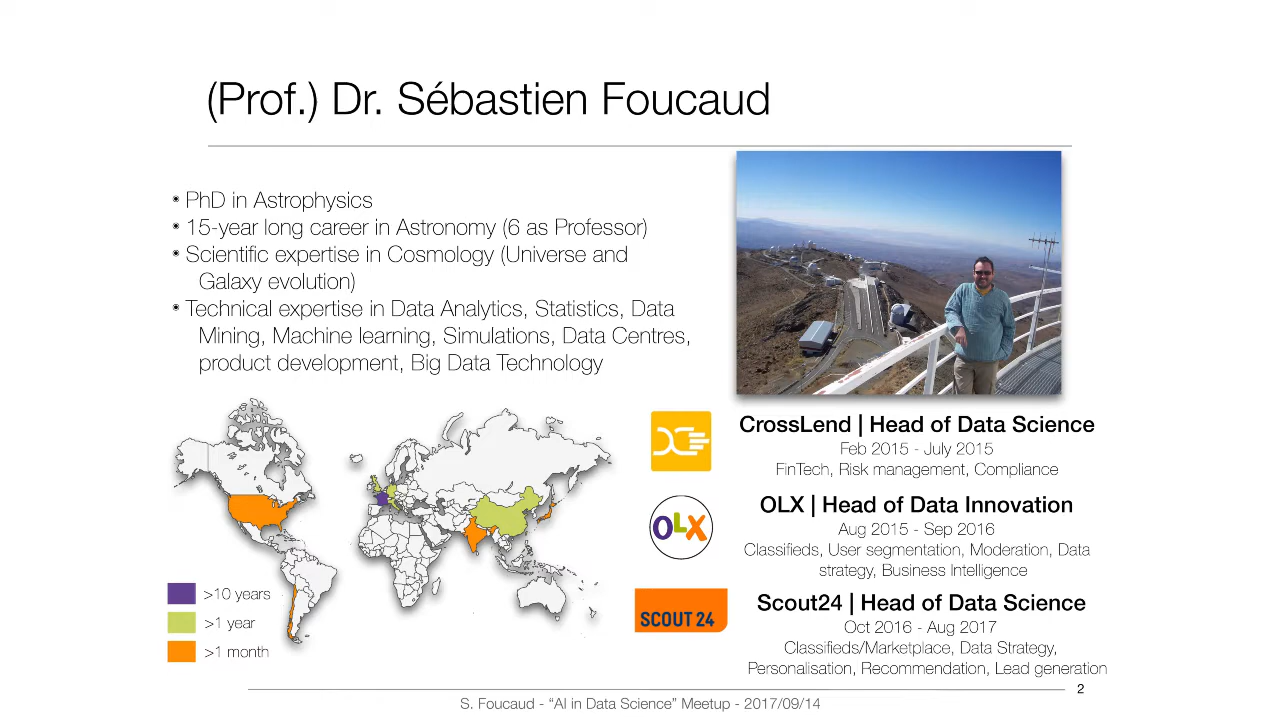 (Prof.) Dr. Sébastien Foucaud
• PhD in Astrophysics
• 15-year long career in Astronomy (6 as Professor)
• Scientific expertise in Cosmology (Universe and
Galaxy evolution)
• Technical expertise in Data Analytics, Statistics, Data
Mining, Machine learning, Simulations, Data Centres,
product development, Big Data Technology
>10 years
>1 year
>1 month
CrossLend | Head of Data Science
Feb 2015 - July 2015
FinTech, Risk management, Compliance
OLX
OLX | Head of Data Innovation
Aug 2015 - Sep 2016
Classifieds, User segmentation, Moderation, Data
strategy, Business Intelligence
SCOUT 24
Scout24 | Head of Data Science
Oct 2016 - Aug 2017
Classifieds/Marketplace, Data Strategy,
Personalisation, Recommendation, Lead generation
2
S. Foucaud - “AI in Data Science” Meetup - 2017/09/14